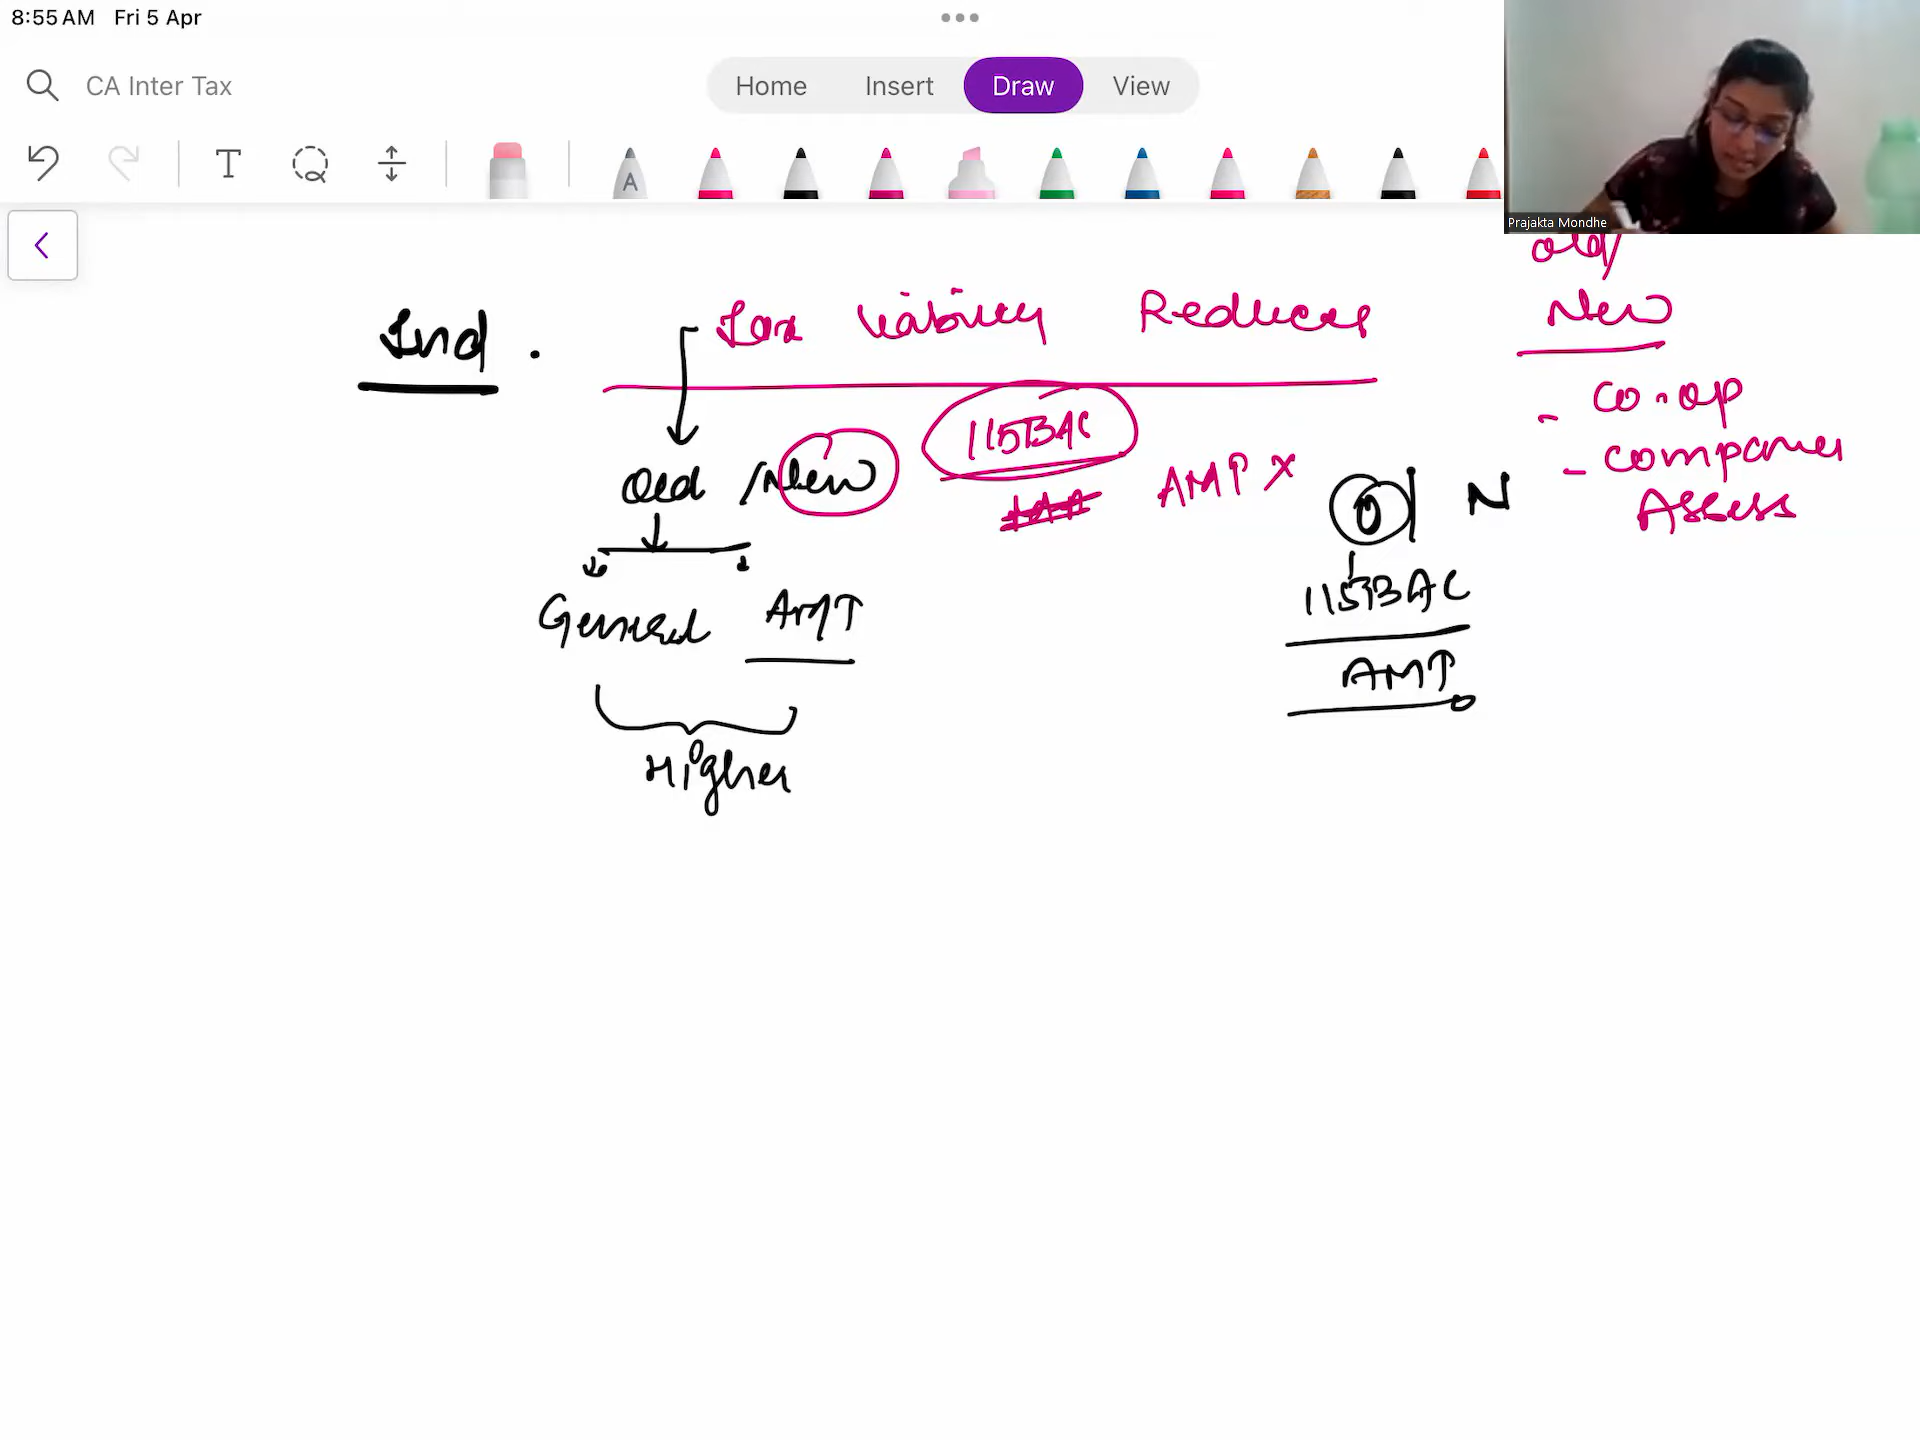 8:55 AM Fri 5 Apr
CA Inter Tax
Home Insert Draw View
T
A
Prajakta Mondhe
old/
New
Ind .
Tax liability Reduces
115BAC
Old /New
AMT x
O | N
- co-op
- companies
Assess
General AMT
115BAC
AMT
Higher